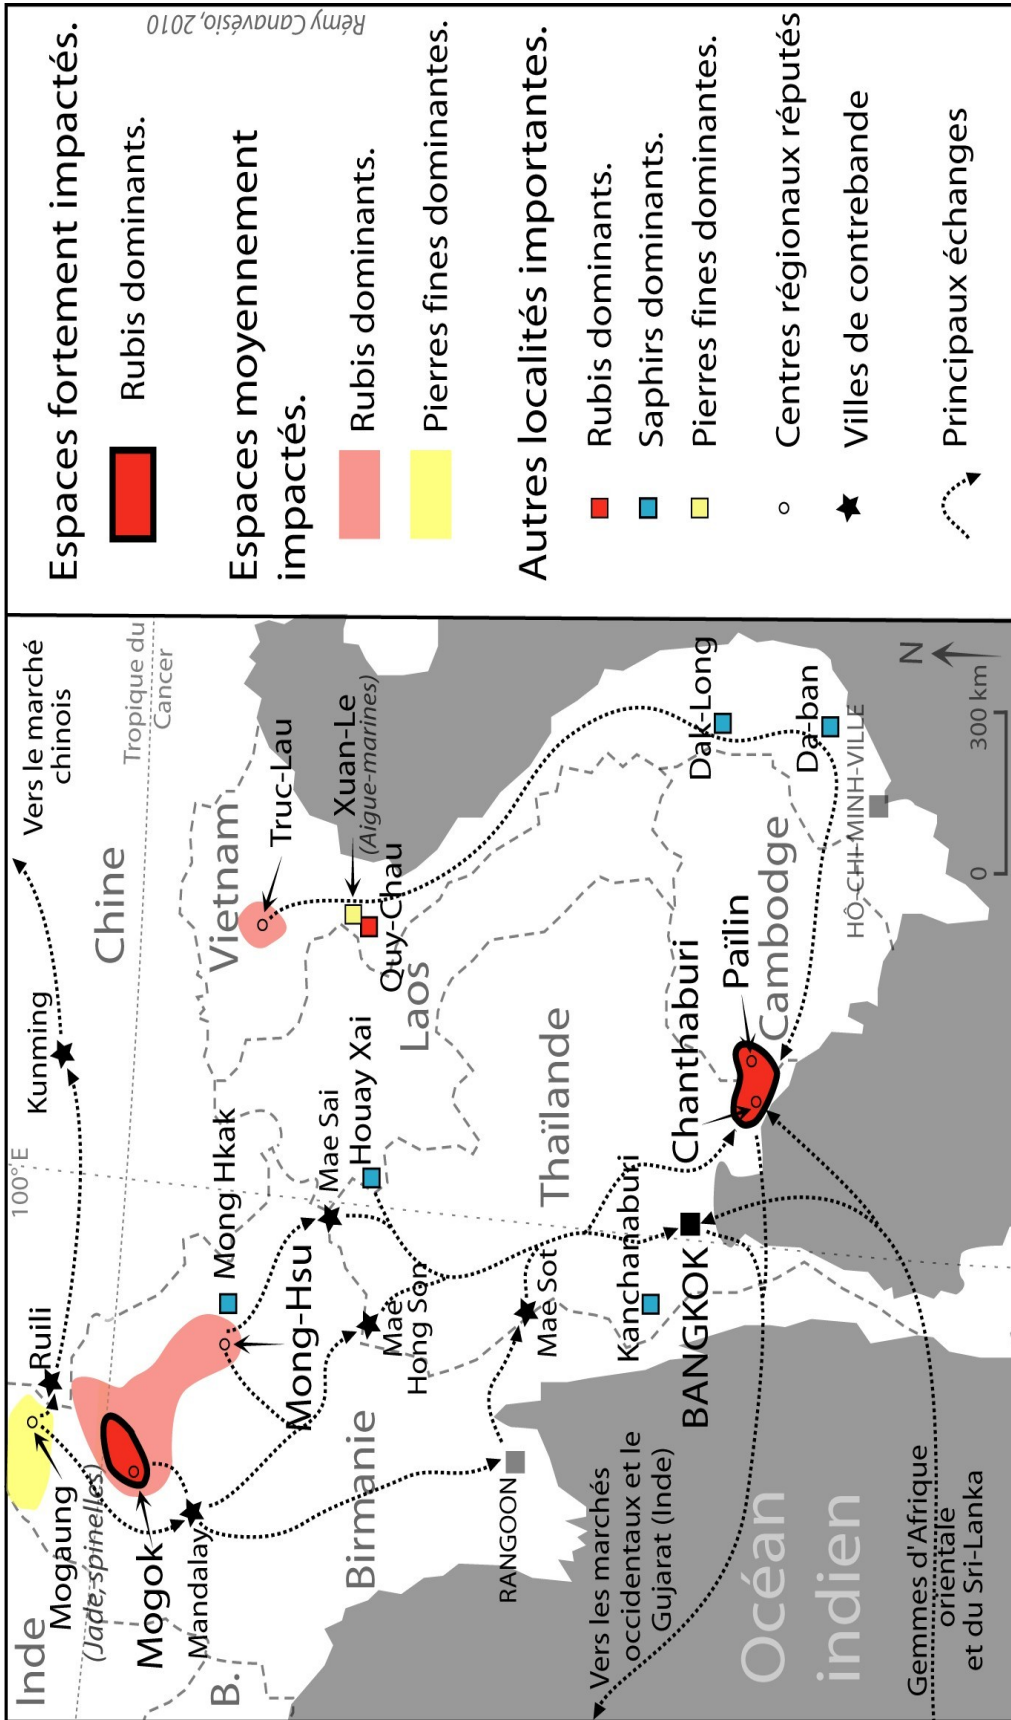 Vers le marché
chinois
Tropique du
Cancer
100° E
Inde
Chine
Ruili
Kunming
Mogaung
(Jade, spinelles)
Mogok
Mandalay
B.
Mong Hkak
Vietnam
Truc-Lau
Xuan-Le
(Aigue-marines)
Quy-Chau
Mong-Hsu
Mae Sai
Houay Xai
Laos
Birmanie
Mae
Hong Son
RANGOON
Mae Sot
Thaïlande
Kanchanaburi
BANGKOK
Chanthaburi
Païlin
Cambodge
Dak-Long
Da-ban
HÔ-CHI-MINH-VILLE
Vers les marchés
occidentaux et le
Gujarat (Inde)
Océan
indien
Gemmes d'Afrique
orientale
et du Sri-Lanka
N
0 300 km
Espaces fortement impactés.
Rubis dominants.
Espaces moyennement
impactés.
Rubis dominants.
Pierres fines dominantes.
Autres localités importantes.
Rubis dominants.
Saphirs dominants.
Pierres fines dominantes.
Centres régionaux réputés
Villes de contrebande
Principaux échanges
Rémy Canavésio, 2010